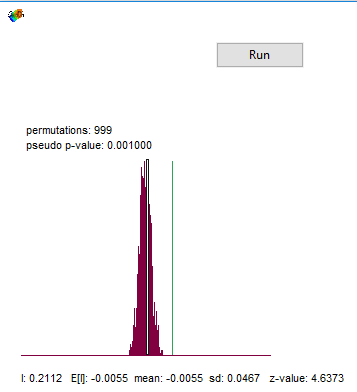 Run
permutations: 999
pseudo p-value: 0.001000
I: 0.2112 E[I]: -0.0055 mean: -0.0055 sd: 0.0467 z-value: 4.6373